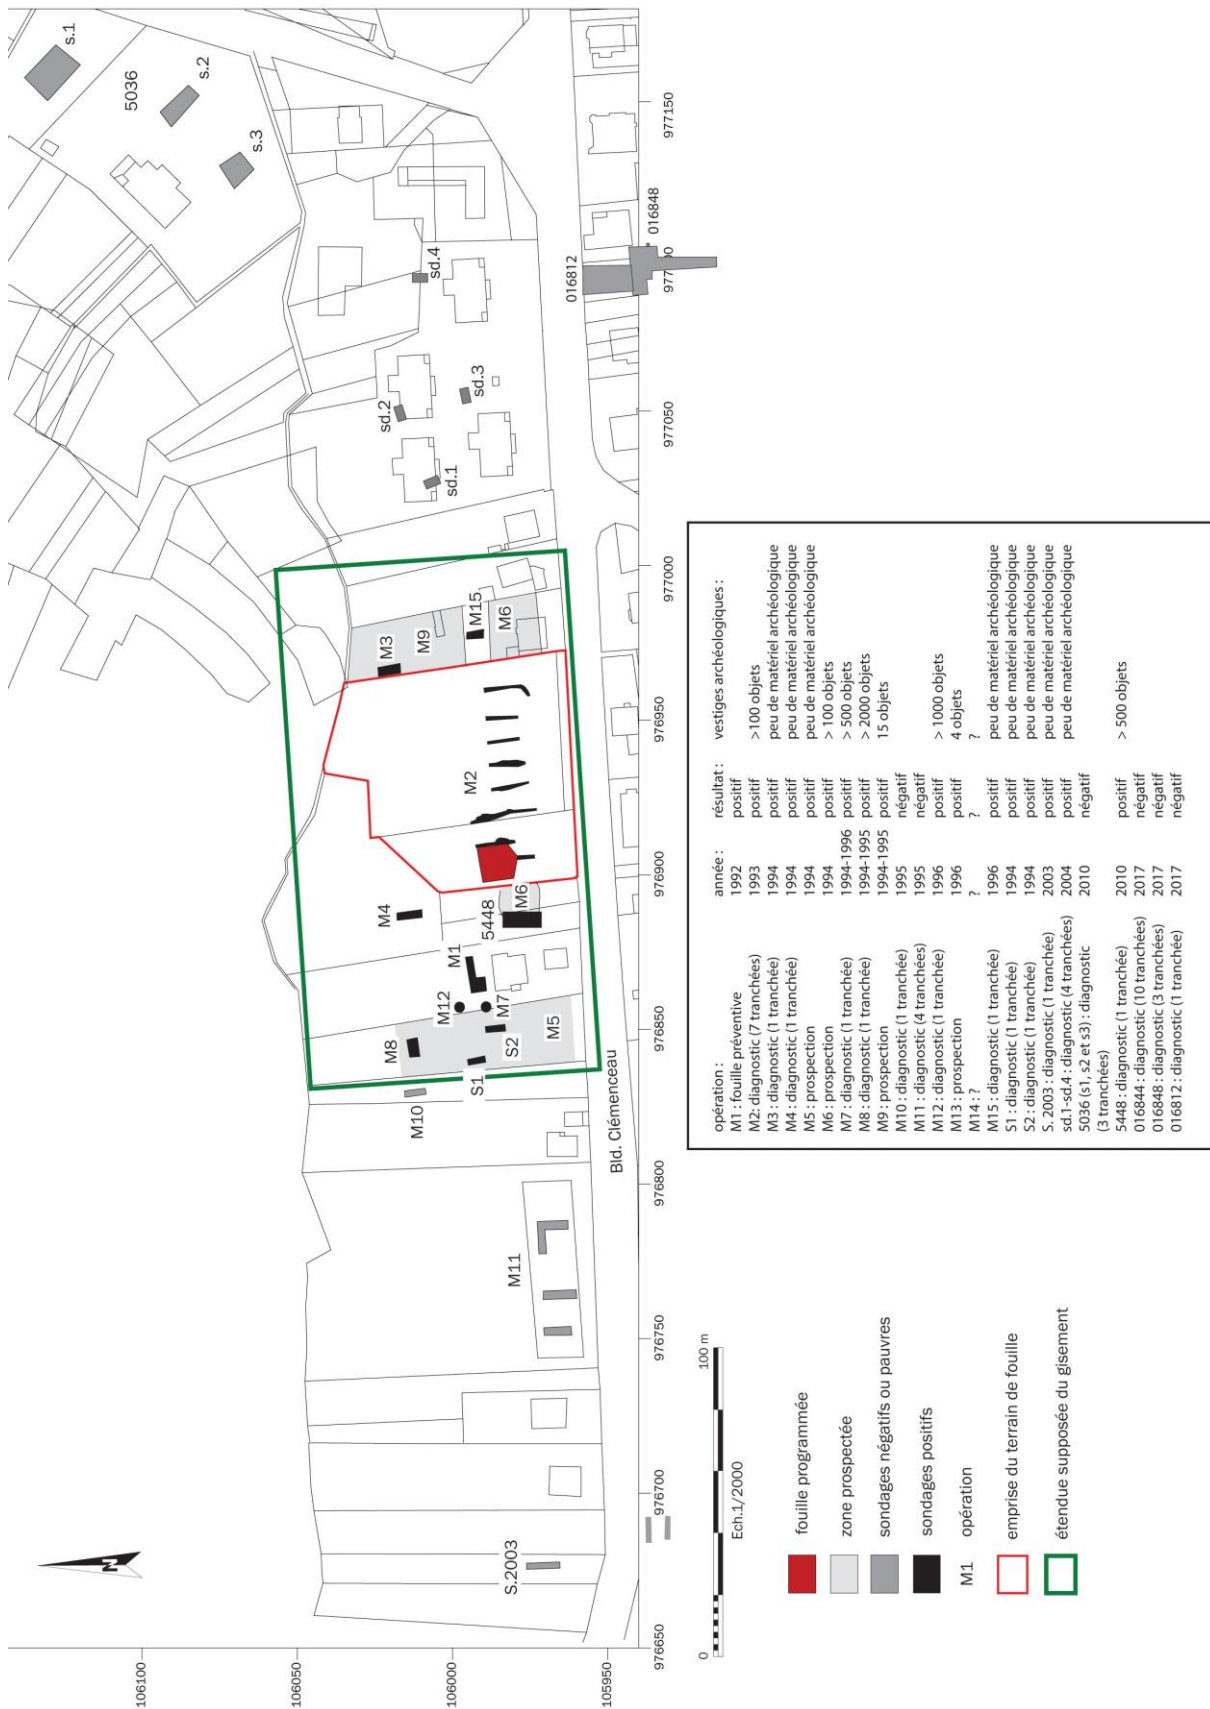 s.1
5036
s.2
s.3
016848
016812
sd.4
sd.3
sd.2
sd.1
M3
M9
M15
M6
M2
M4
5448
M6
M1
M12
M7
M8
S2
M5
S1
M10
M11
S.2003
Bld. Clémenceau
N
106100
106050
106000
105950
976650
976700
976750
976800
976850
976900
976950
977000
977050
977100
977150
0
100 m
Ech.1/2000
fouille programmée
zone prospectée
sondages négatifs ou pauvres
sondages positifs
M1 opération
emprise du terrain de fouille
étendue supposée du gisement
opération : année : résultat : vestiges archéologiques :
M1 : fouille préventive 1992 positif
M2: diagnostic (7 tranchées) 1993 positif >100 objets
M3 : diagnostic (1 tranchée) 1994 positif peu de matériel archéologique
M4 : diagnostic (1 tranchée) 1994 positif peu de matériel archéologique
M5 : prospection 1994 positif peu de matériel archéologique
M6 : prospection 1994 positif > 100 objets
M7 : diagnostic (1 tranchée) 1994-1996 positif > 500 objets
M8 : diagnostic (1 tranchée) 1994-1995 positif > 2000 objets
M9 : prospection 1994-1995 positif 15 objets
M10 : diagnostic (1 tranchée) 1995 négatif
M11 : diagnostic (4 tranchées) 1995 négatif
M12 : diagnostic (1 tranchée) 1996 positif > 1000 objets
M13 : prospection 1996 positif 4 objets
M14 : ? ? ? ?
M15 : diagnostic (1 tranchée) 1996 positif peu de matériel archéologique
S1 : diagnostic (1 tranchée) 1994 positif peu de matériel archéologique
S2 : diagnostic (1 tranchée) 1994 positif peu de matériel archéologique
S. 2003 : diagnostic (1 tranchée) 2003 positif peu de matériel archéologique
sd.1-sd.4 : diagnostic (4 tranchées) 2004 positif peu de matériel archéologique
5036 (s1, s2 et s3) : diagnostic 2010 négatif
(3 tranchées)
5448 : diagnostic (1 tranchée) 2010 positif > 500 objets
016844 : diagnostic (10 tranchées) 2017 négatif
016848 : diagnostic (3 tranchées) 2017 négatif
016812 : diagnostic (1 tranchée) 2017 négatif